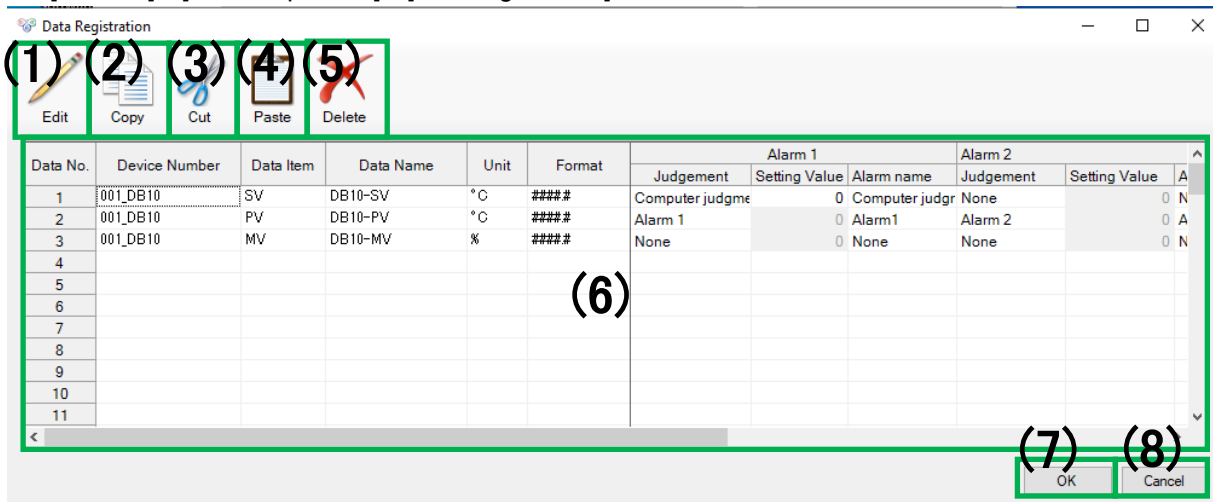 Data Registration
(1) (2) (3) (4) (5)
Edit Copy Cut Paste Delete
Data No. Device Number Data Item Data Name Unit Format Alarm 1 Alarm 2
Judgement Setting Value Alarm name Judgement Setting Value A
1 001_DB10 SV DB10-SV °C ####.# Computer judgme 0 Computer judgr None 0 N
2 001_DB10 PV DB10-PV °C ####.# Alarm 1 0 Alarm1 Alarm 2 0 A
3 001_DB10 MV DB10-MV % ####.# None 0 None None 0 N
4
5
6
7
8
9
10
11
(6)
(7) (8)
OK Cancel